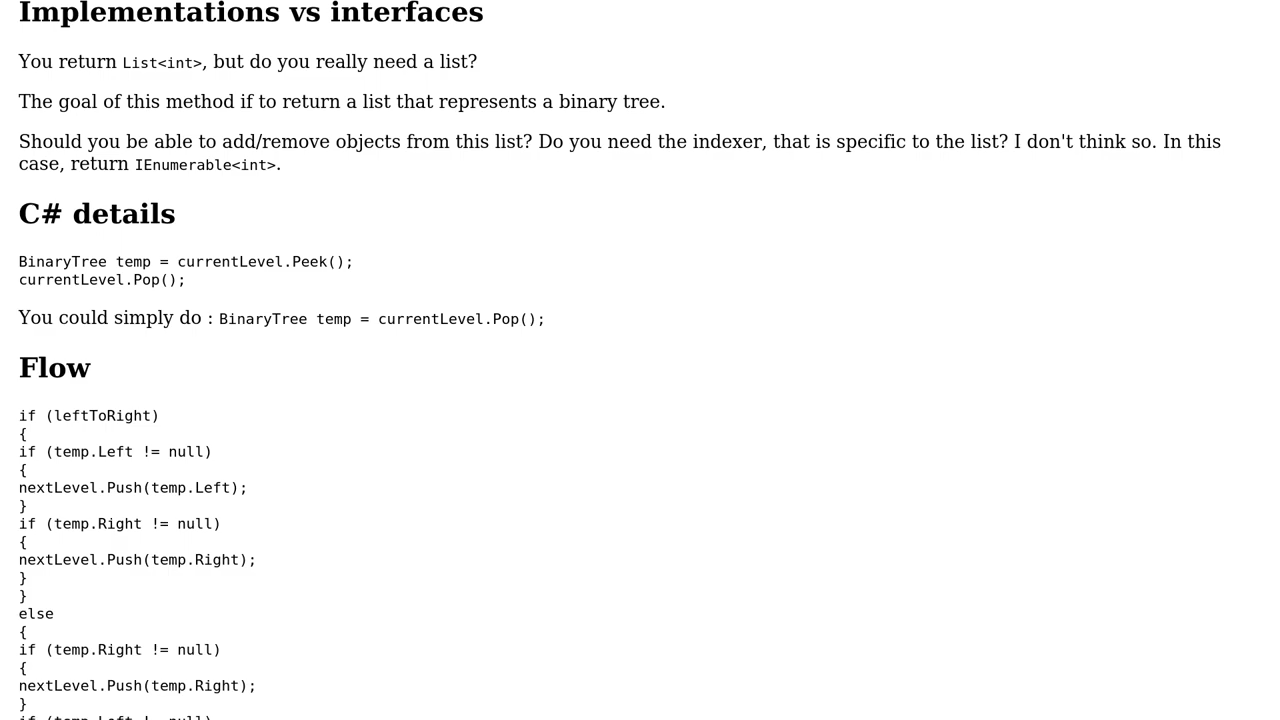 Implementations vs interfaces
You return List<int>, but do you really need a list?
The goal of this method if to return a list that represents a binary tree.
Should you be able to add/remove objects from this list? Do you need the indexer, that is specific to the list? I don't think so. In this
case, return IEnumerable<int>.
C# details
BinaryTree temp = currentLevel.Peek();
currentLevel.Pop();
You could simply do : BinaryTree temp = currentLevel.Pop();
Flow
if (leftToRight)
{
if (temp.Left != null)
{
nextLevel.Push(temp.Left);
}
if (temp.Right != null)
{
nextLevel.Push(temp.Right);
}
}
else
{
if (temp.Right != null)
{
nextLevel.Push(temp.Right);
}
if (temp.Left != null)